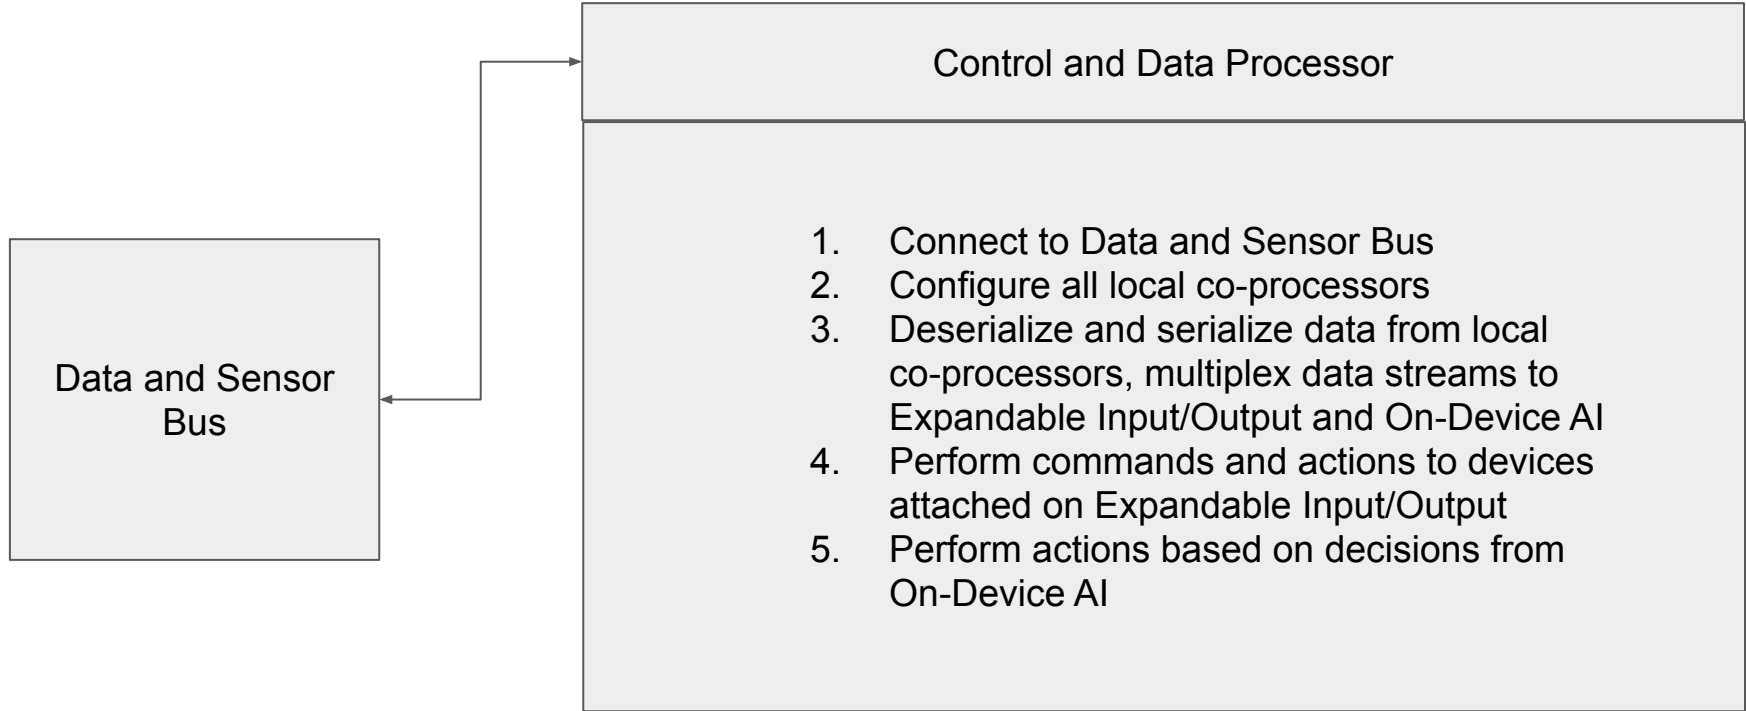 Control and Data Processor
Data and Sensor
Bus
1. Connect to Data and Sensor Bus
2. Configure all local co-processors
3. Deserialize and serialize data from local
co-processors, multiplex data streams to
Expandable Input/Output and On-Device AI
4. Perform commands and actions to devices
attached on Expandable Input/Output
5. Perform actions based on decisions from
On-Device AI